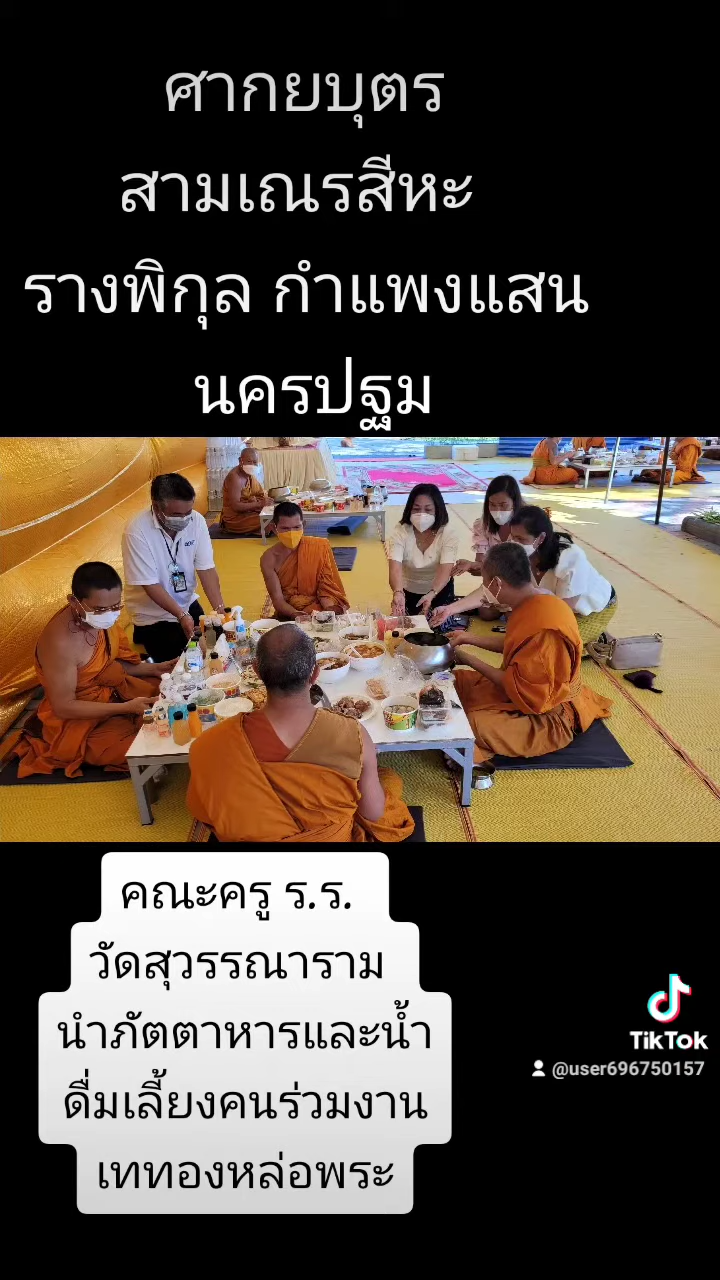 ศากยบุตร
สามเณรสีหะ
รางพิกุล กำแพงแสน
นครปฐม
คณะครู ร.ร.
วัดสุวรรณาราม
นำภัตตาหารและน้ำ
ดื่มเลี้ยงคนร่วมงาน
เททองหล่อพระ
TikTok
@user696750157